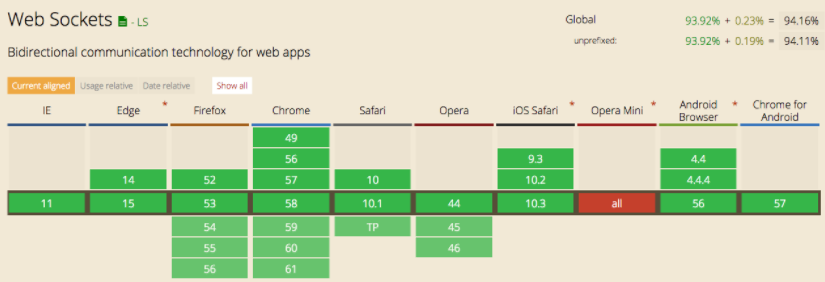 Web Sockets - LS
Global 93.92% + 0.23% = 94.16%
unprefixed: 93.92% + 0.19% = 94.11%
Bidirectional communication technology for web apps
Current aligned Usage relative Date relative Show all
IE Edge * Firefox Chrome Safari Opera iOS Safari * Opera Mini * Android Browser * Chrome for Android
49
56 9.3 4.4
14 52 57 10 10.2 4.4.4
11 15 53 58 10.1 44 10.3 all 56 57
54 59 TP 45
55 60 46
56 61